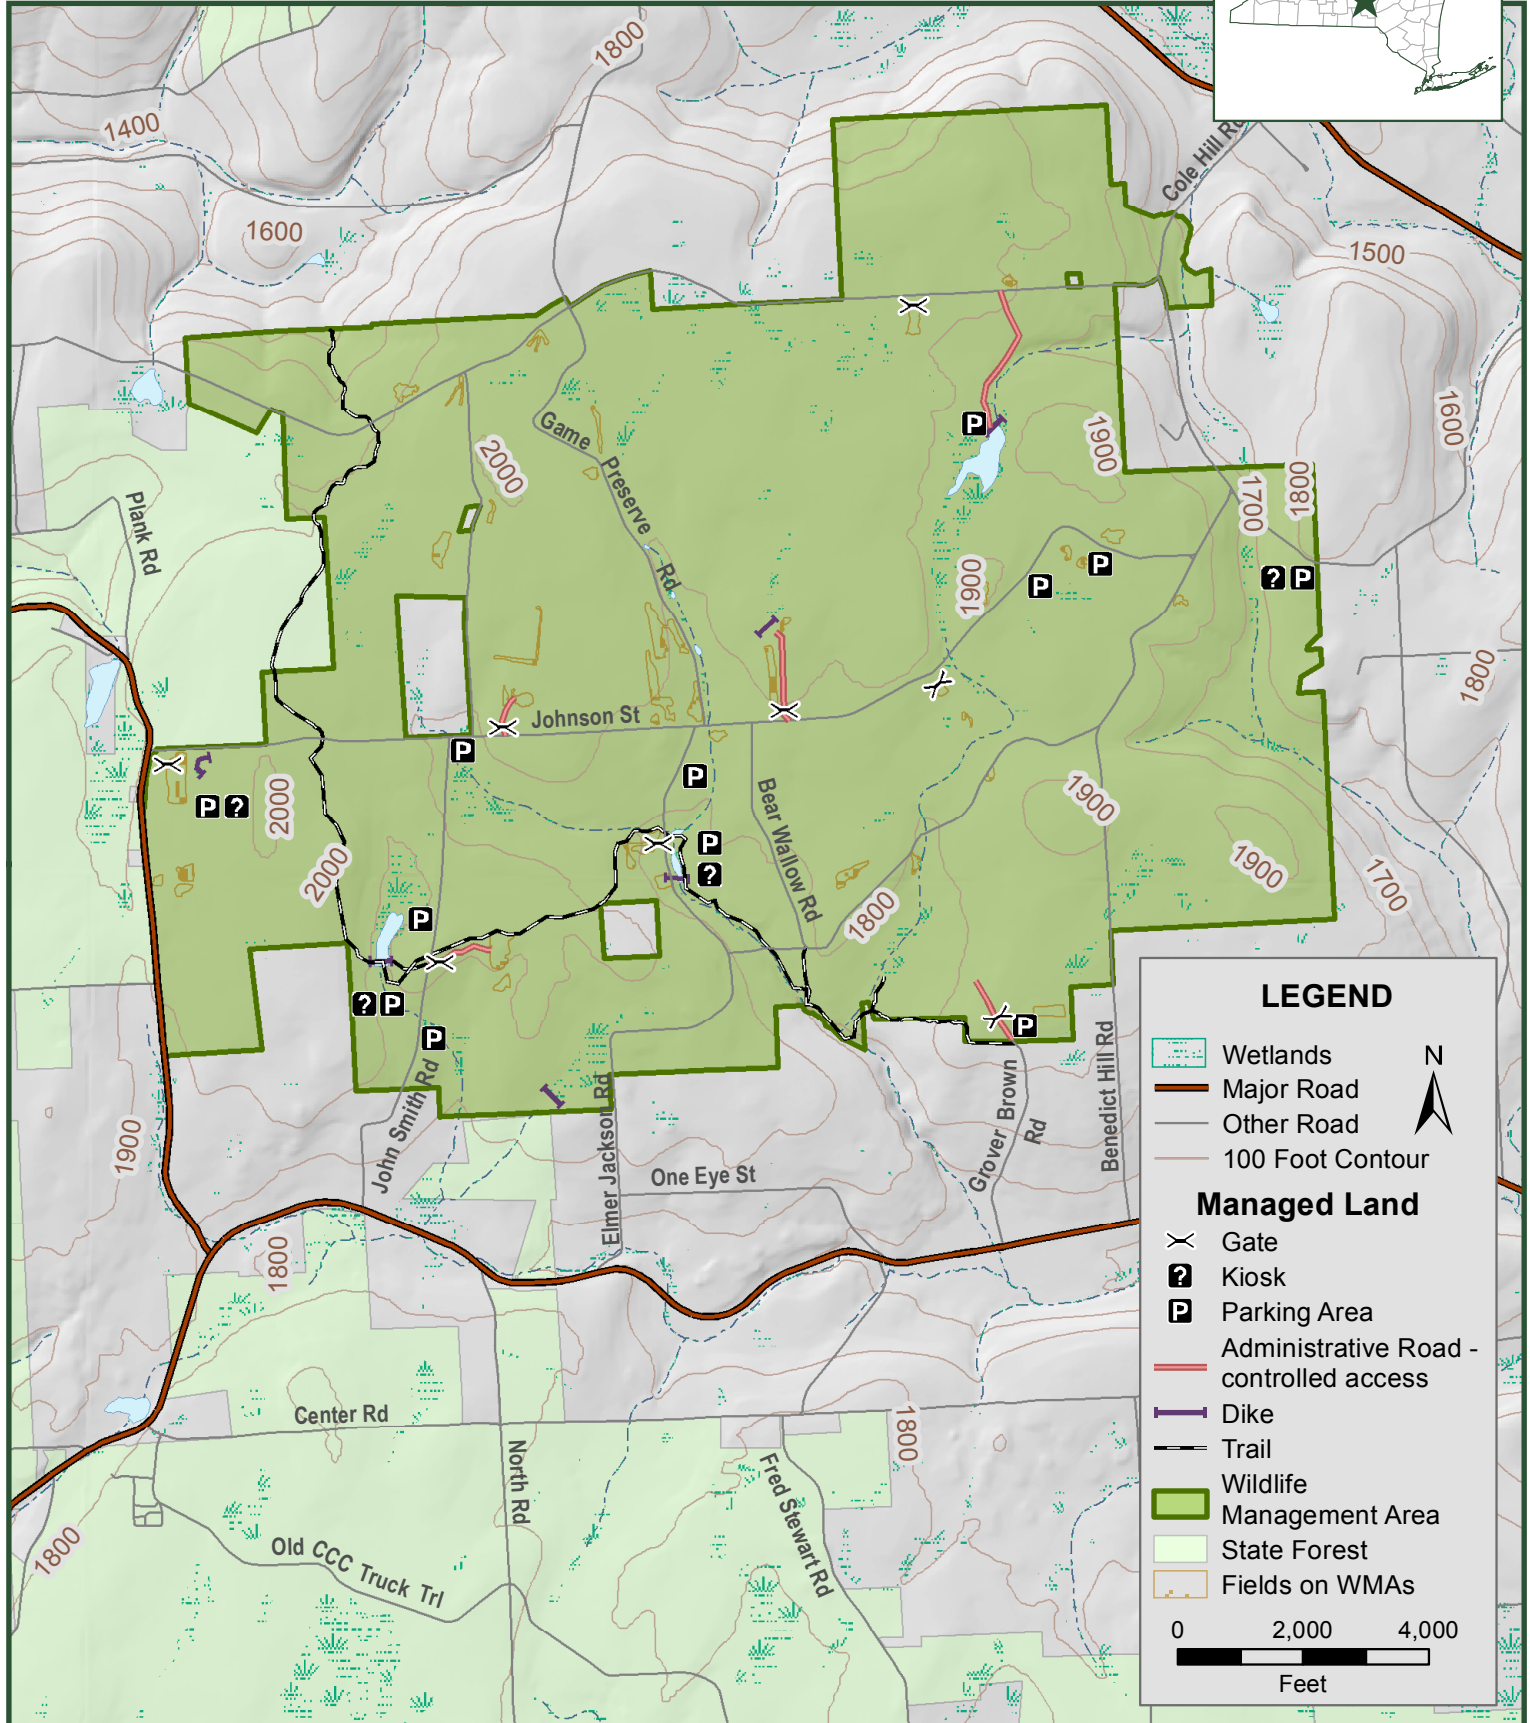 1800
1400
Cole Hill Rd
1600
1500
1600
Game
Preserve
Rd
2000
1900
1700
1800
Plank Rd
1900
1800
Johnson St
2000
2000
Bear Wallow Rd
1900
1900
1700
1800
P
P
P
? P
P
P
P ?
P
?
P
? P
P
P
John Smith Rd
Elmer Jackson Rd
One Eye St
Grover Brown
Rd
Benedict Hill Rd
1900
1800
Center Rd
North Rd
Fred Stewart Rd
1800
Old CCC Truck Trl
1800
LEGEND
Wetlands
N
Major Road
Other Road
100 Foot Contour
Managed Land
Gate
? Kiosk
P Parking Area
Administrative Road -
controlled access
Dike
Trail
Wildlife
Management Area
State Forest
Fields on WMAs
0 2,000 4,000
Feet